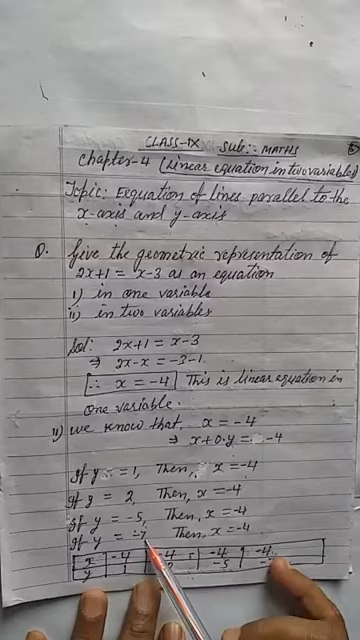 CLASS-IX SUB:- MATHS
Chapter-4 (Linear equation in two variables)
Topic: Eequation of lines parallel to the
x-axis and y-axis
Q. Give the geometric representation of
2x+1 = x-3 as an equation
i) in one variable
ii) in two variables
Sol: 2x+1 = x-3
⇒ 2x-x = -3-1
∴ x = -4 This is linear equation in
one variable.
ii) we know that, x = -4
⇒ x+0·y = -4
If y = 1, Then, x = -4
If y = 2, Then, x = -4
If y = -5, Then, x = -4
If y = -7, Then, x = -4
x -4 -4 -4 -4
y 1 2 -5